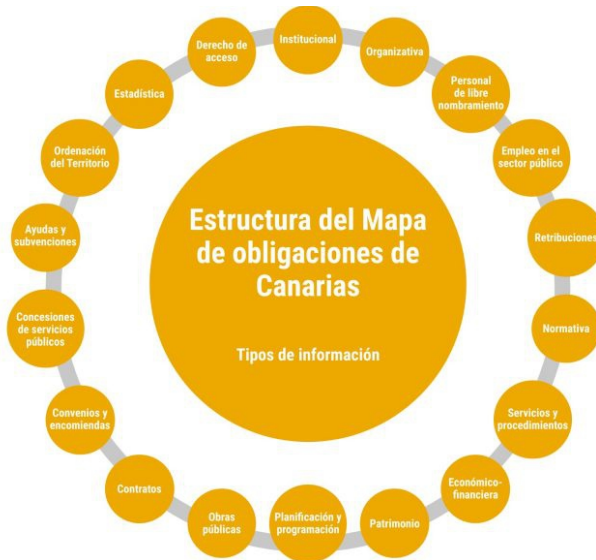 Estructura del Mapa
de obligaciones de
Canarias
Tipos de información
Institucional
Organizativa
Personal
de libre
nombramiento
Empleo en el
sector público
Retribuciones
Normativa
Servicios y
procedimientos
Económico-
financiera
Patrimonio
Planificación y
programación
Obras
públicas
Contratos
Convenios y
encomiendas
Concesiones
de servicios
públicos
Ayudas y
subvenciones
Ordenación
del Territorio
Estadística
Derecho de
acceso